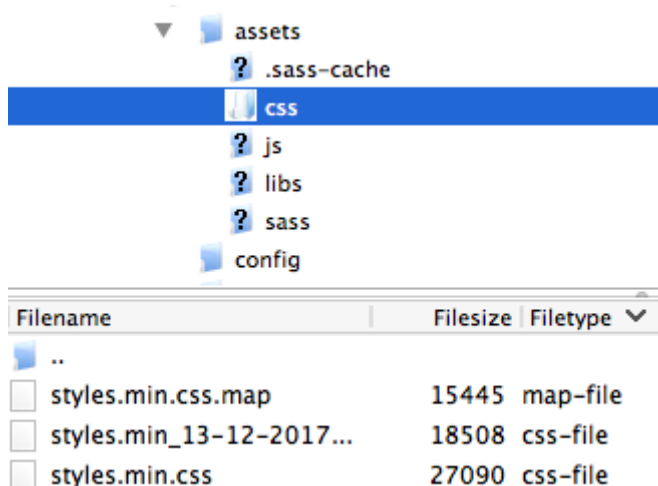 assets
? .sass-cache
css
? js
? libs
? sass
config
Filename Filesize Filetype
..
styles.min.css.map 15445 map-file
styles.min_13-12-2017... 18508 css-file
styles.min.css 27090 css-file